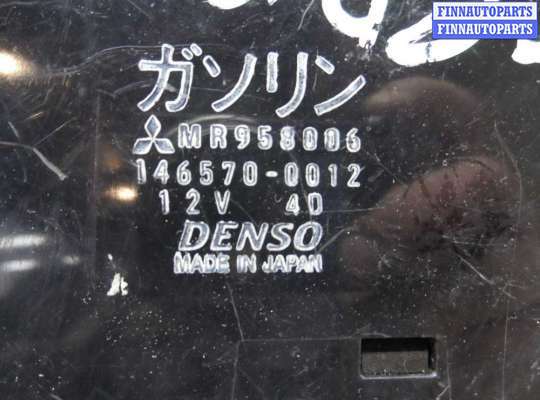 FINNAUTOPARTS
FINNAUTOPARTS
ガソリン
MR958006
146570-0012
12V 4D
DENSO
MADE IN JAPAN